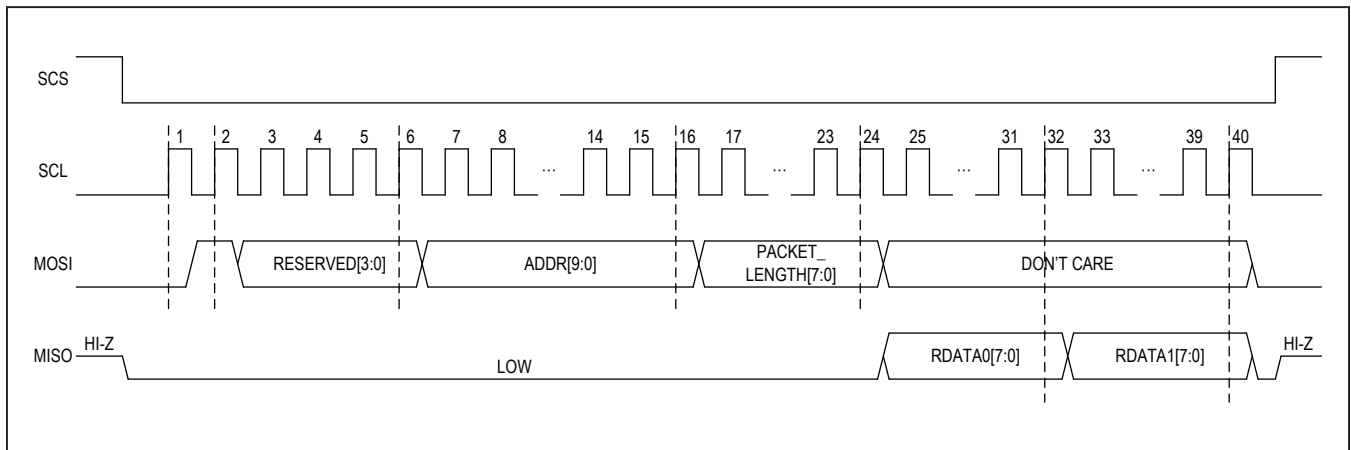 SCS
1 2 3 4 5 6 7 8 14 15 16 17 23 24 25 31 32 33 39 40
SCL ... ... ... ...
MOSI RESERVED[3:0] ADDR[9:0] PACKET_
LENGTH[7:0] DON'T CARE
MISO HI-Z LOW RDATA0[7:0] RDATA1[7:0] HI-Z